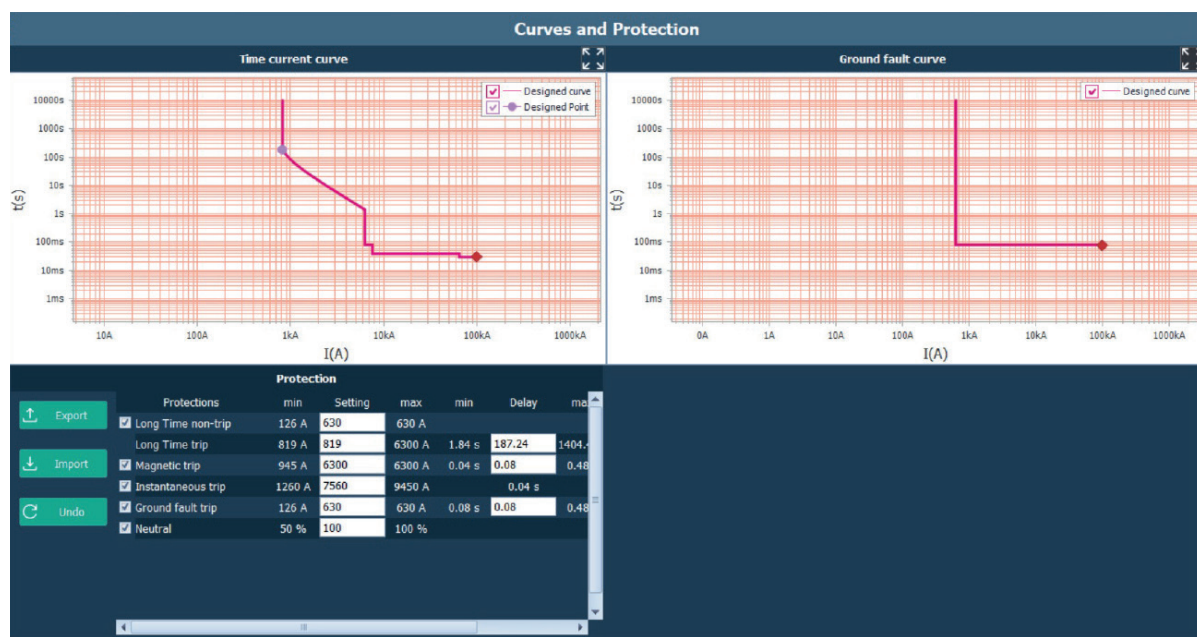 Curves and Protection
Time current curve
Designed curve
Designed Point
10000s
1000s
100s
10s
1s
100ms
10ms
1ms
t(s)
10A 100A 1kA 10kA 100kA 1000kA
I(A)
Ground fault curve
Designed curve
10000s
1000s
100s
10s
1s
100ms
10ms
1ms
t(s)
0A 1A 10A 100A 1kA 10kA 100kA 1000kA
I(A)
Export
Import
Undo
Protection
Protections min Setting max min Delay ma
Long Time non-trip 126 A 630 630 A
Long Time trip 819 A 819 6300 A 1.84 s 187.24 1404.4
Magnetic trip 945 A 6300 6300 A 0.04 s 0.08 0.48
Instantaneous trip 1260 A 7560 9450 A 0.04 s
Ground fault trip 126 A 630 630 A 0.08 s 0.08 0.48
Neutral 50 % 100 100 %